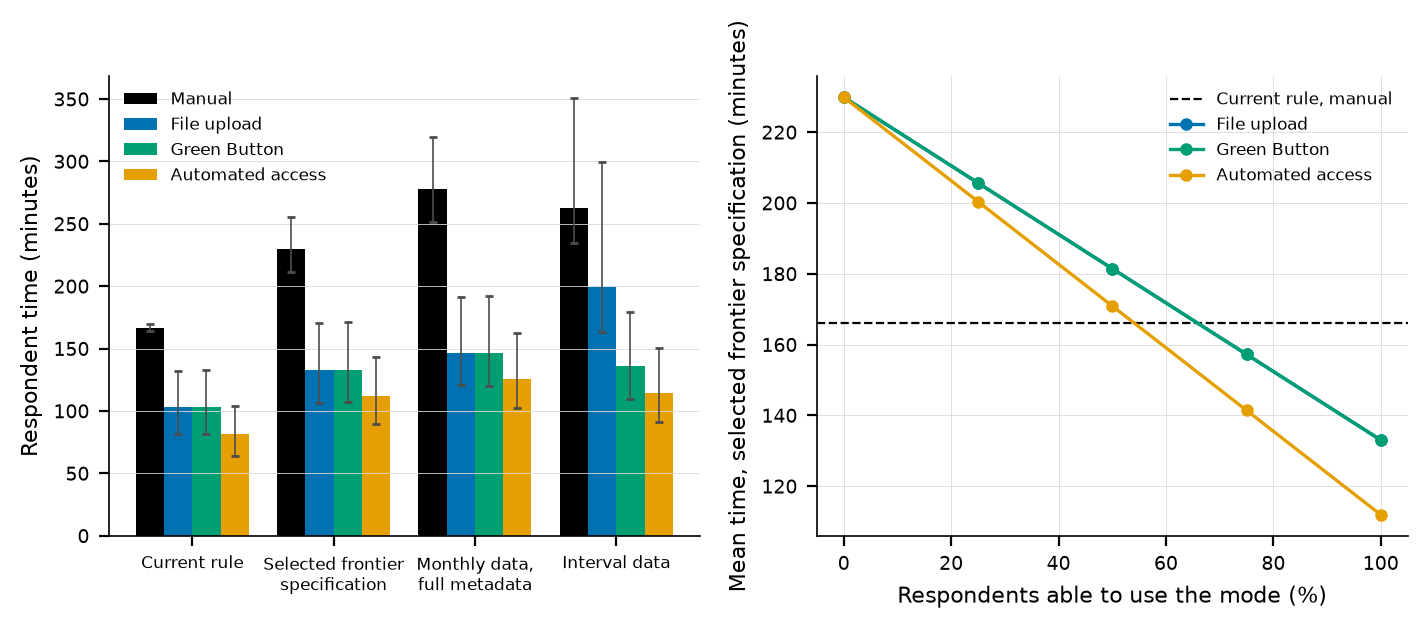 Respondent time (minutes)
350
300
250
200
150
100
50
0
Manual
File upload
Green Button
Automated access
Current rule
Selected frontier
specification
Monthly data,
full metadata
Interval data
Mean time, selected frontier specification (minutes)
220
200
180
160
140
120
Current rule, manual
File upload
Green Button
Automated access
0
20
40
60
80
100
Respondents able to use the mode (%)